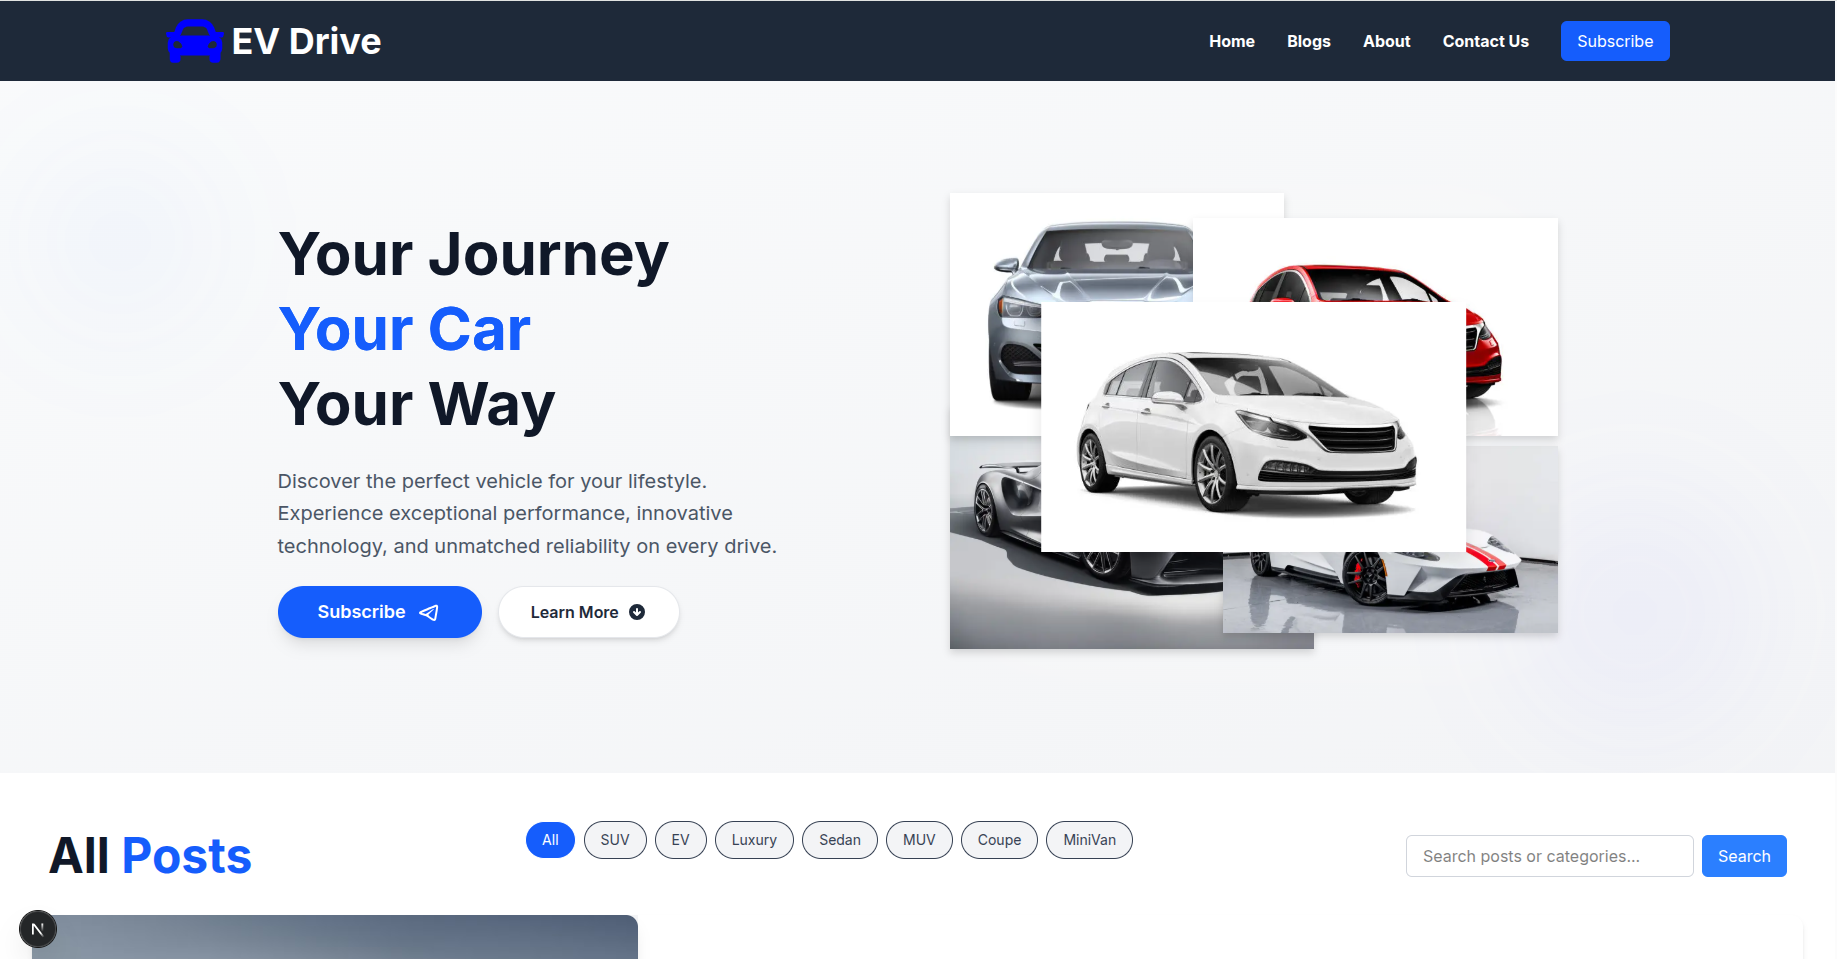 EV Drive
Home
Blogs
About
Contact Us
Subscribe
Your Journey
Your Car
Your Way
Discover the perfect vehicle for your lifestyle.
Experience exceptional performance, innovative
technology, and unmatched reliability on every drive.
Subscribe
Learn More
All Posts
All
SUV
EV
Luxury
Sedan
MUV
Coupe
MiniVan
Search posts or categories...
Search
N